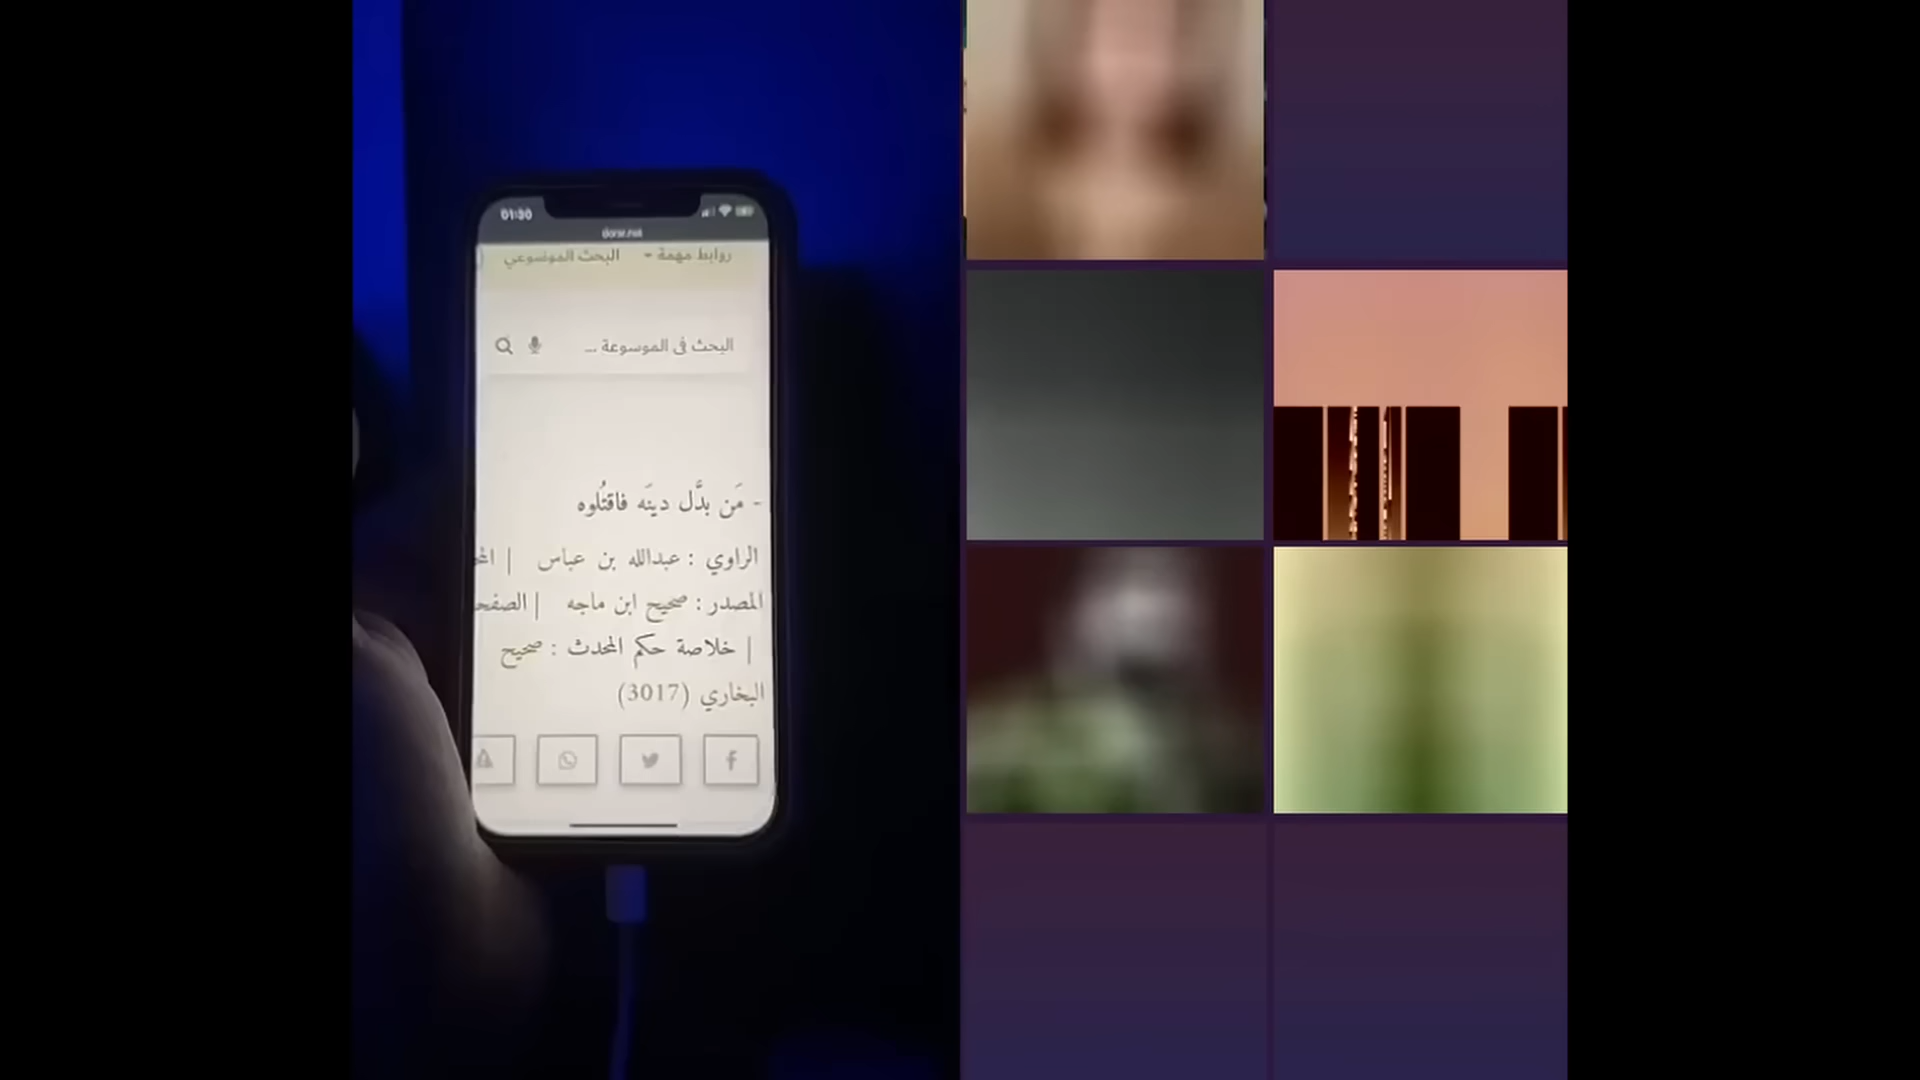 01:30
dorar.net
روابط مهمة البحث الموسوعي
البحث في الموسوعة ...
- مَن بدَّل دينَه فاقتُلوه
الراوي : عبدالله بن عباس |
المصدر : صحيح ابن ماجه |
| خلاصة حكم المحدث : صحيح
البخاري (3017)